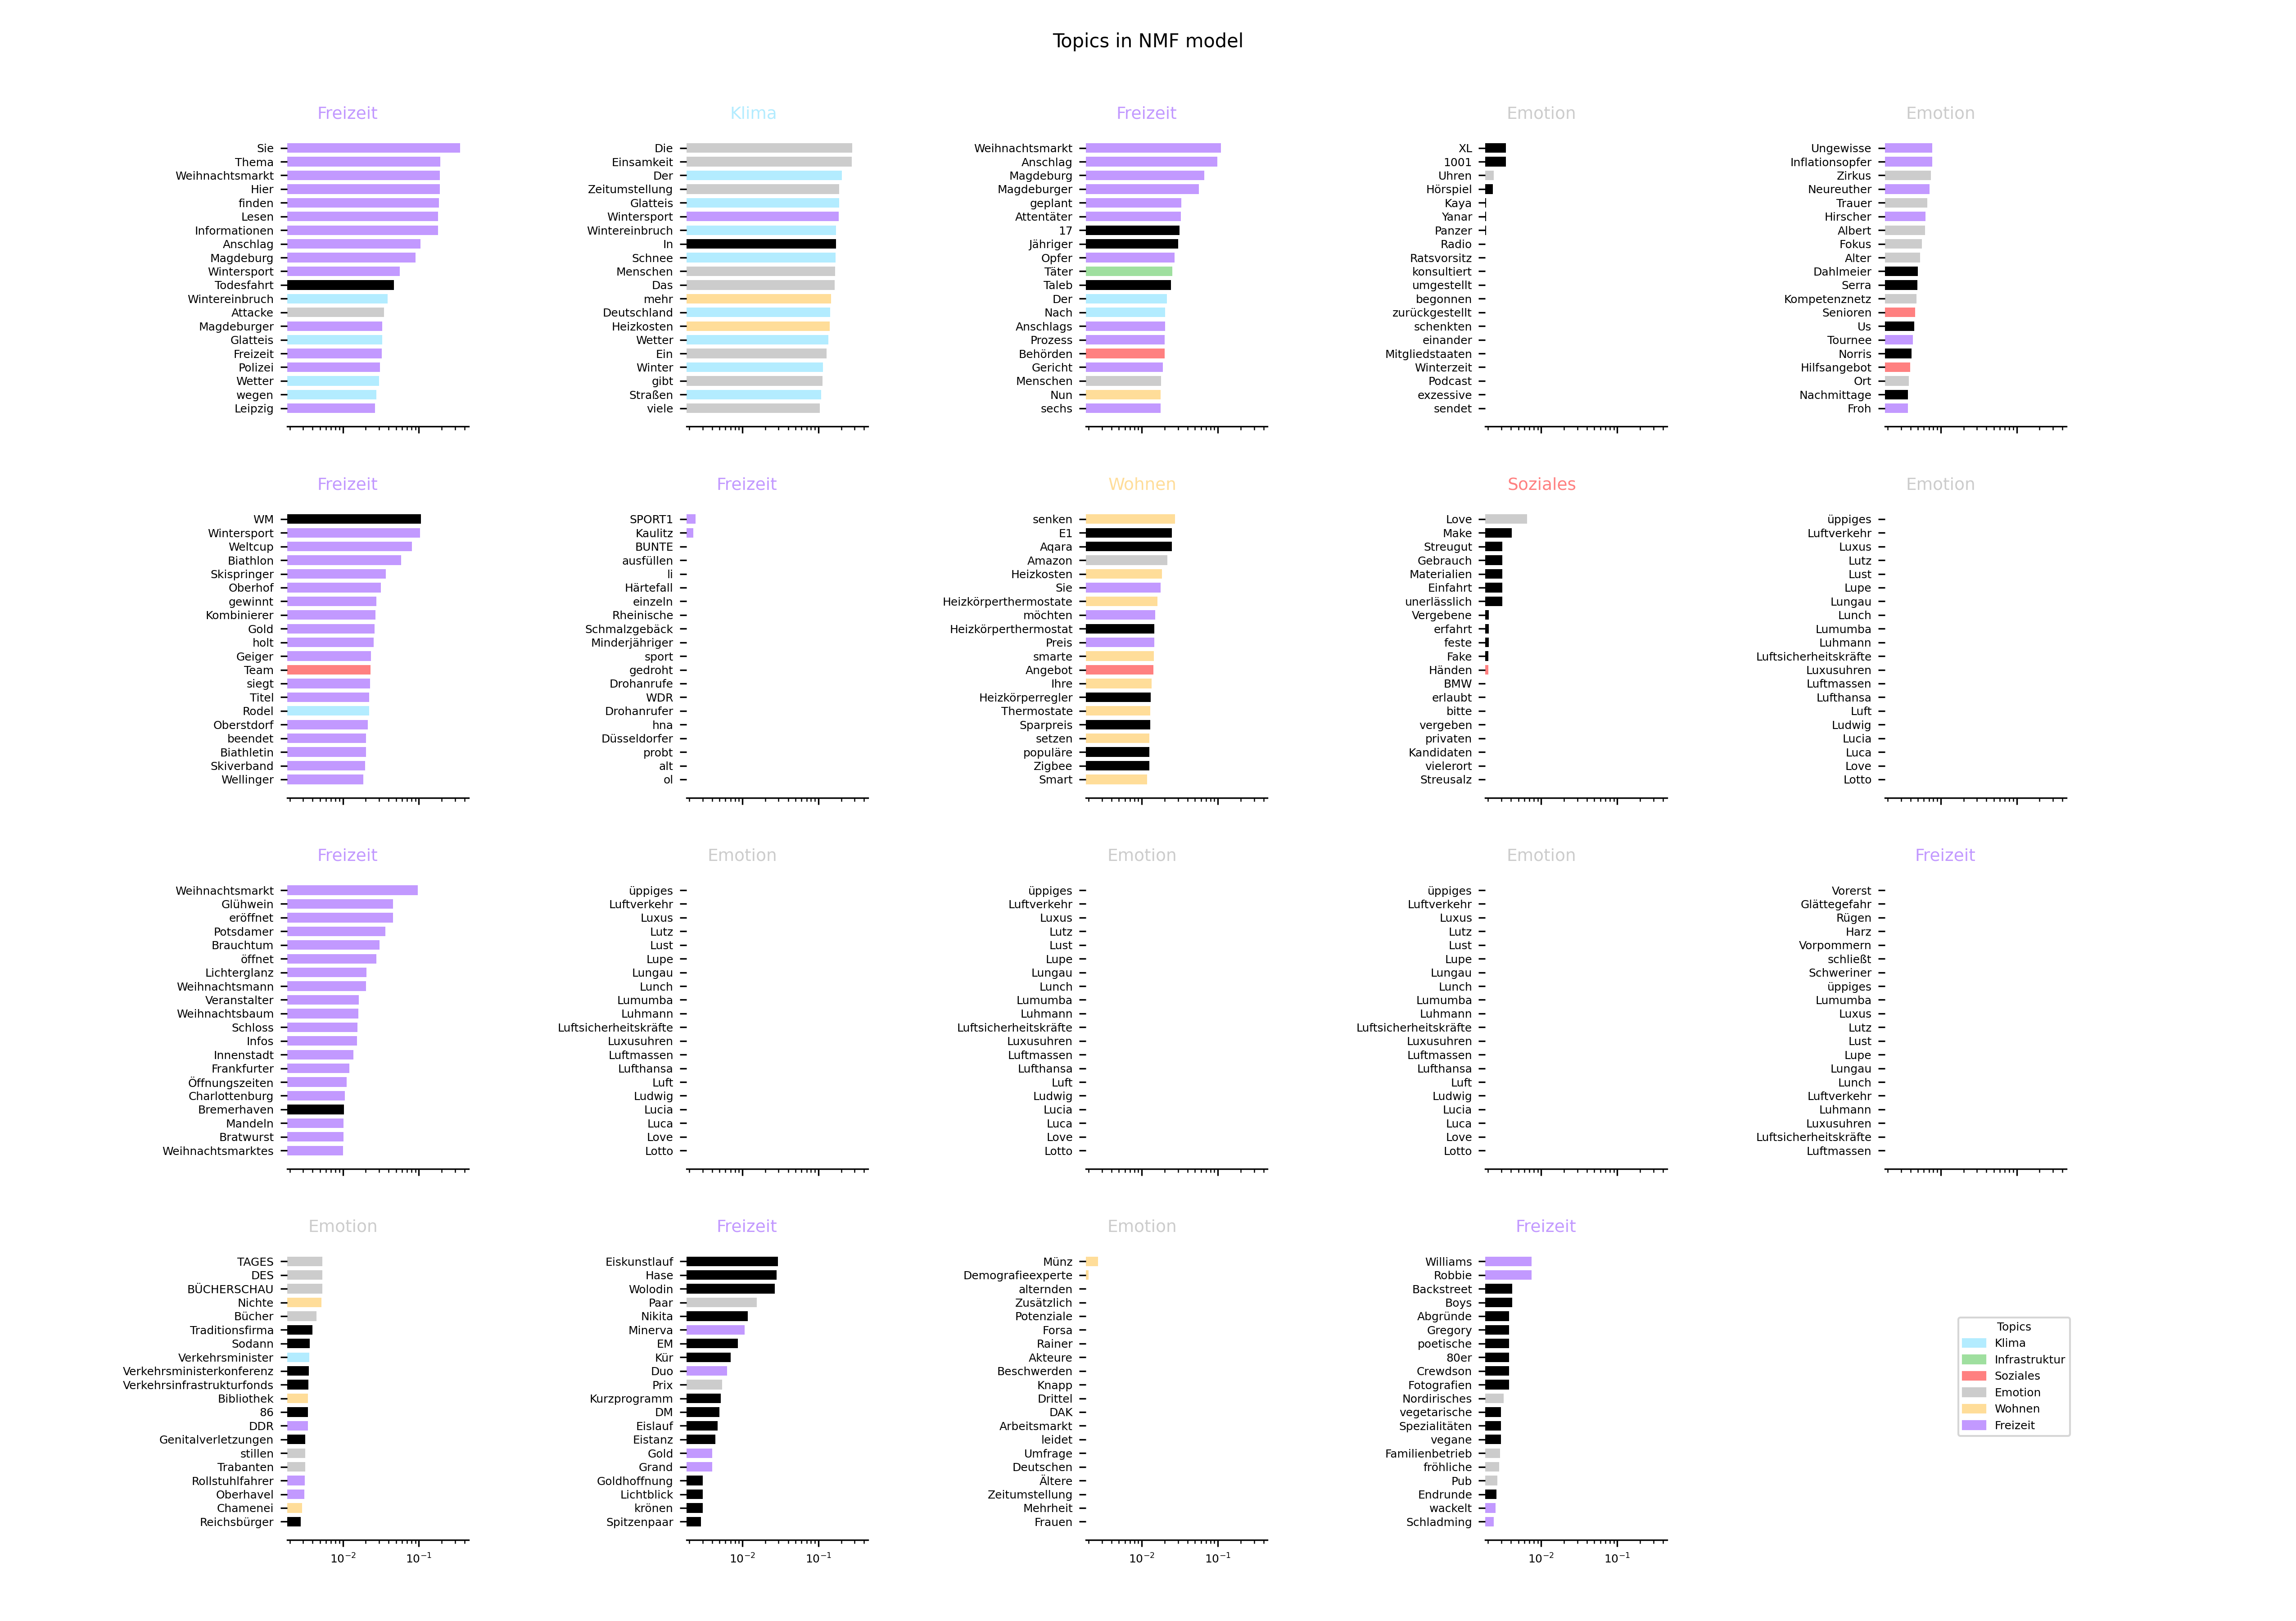 Topics in NMF model
Freizeit
Sie
Thema
Weihnachtsmarkt
Hier
finden
Lesen
Informationen
Anschlag
Magdeburg
Wintersport
Todesfahrt
Wintereinbruch
Attacke
Magdeburger
Glatteis
Freizeit
Polizei
Wetter
wegen
Leipzig
Klima
Die
Einsamkeit
Der
Zeitumstellung
Glatteis
Wintersport
Wintereinbruch
In
Schnee
Menschen
Das
mehr
Deutschland
Heizkosten
Wetter
Ein
Winter
gibt
Straßen
viele
Freizeit
Weihnachtsmarkt
Anschlag
Magdeburg
Magdeburger
geplant
Attentäter
17
Jähriger
Opfer
Täter
Taleb
Der
Nach
Anschlags
Prozess
Behörden
Gericht
Menschen
Nun
sechs
Emotion
XL
1001
Uhren
Hörspiel
Kaya
Yanar
Panzer
Radio
Ratsvorsitz
konsultiert
umgestellt
begonnen
zurückgestellt
schenkten
einander
Mitgliedstaaten
Winterzeit
Podcast
exzessive
sendet
Emotion
Ungewisse
Inflationsopfer
Zirkus
Neureuther
Trauer
Hirscher
Albert
Fokus
Alter
Dahlmeier
Serra
Kompetenznetz
Senioren
Us
Tournee
Norris
Hilfsangebot
Ort
Nachmittage
Froh
Freizeit
WM
Wintersport
Weltcup
Biathlon
Skispringer
Oberhof
gewinnt
Kombinierer
Gold
holt
Geiger
Team
siegt
Titel
Rodel
Oberstdorf
beendet
Biathletin
Skiverband
Wellinger
Freizeit
SPORT1
Kaulitz
BUNTE
ausfüllen
li
Härtefall
einzeln
Rheinische
Schmalzgebäck
Minderjähriger
sport
gedroht
Drohanrufe
WDR
Drohanrufer
hna
Düsseldorfer
probt
alt
ol
Wohnen
senken
E1
Aqara
Amazon
Heizkosten
Sie
Heizkörperthermostate
möchten
Heizkörperthermostat
Preis
smarte
Angebot
Ihre
Heizkörperregler
Thermostate
Sparpreis
setzen
populäre
Zigbee
Smart
Soziales
Love
Make
Streugut
Gebrauch
Materialien
Einfahrt
unerlässlich
Vergebene
erfahrt
feste
Fake
Händen
BMW
erlaubt
bitte
vergeben
privaten
Kandidaten
vielerort
Streusalz
Emotion
üppiges
Luftverkehr
Luxus
Lutz
Lust
Lupe
Lungau
Lunch
Lumumba
Luhmann
Luftsicherheitskräfte
Luxusuhren
Luftmassen
Lufthansa
Luft
Ludwig
Lucia
Luca
Love
Lotto
Freizeit
Weihnachtsmarkt
Glühwein
eröffnet
Potsdamer
Brauchtum
öffnet
Lichterglanz
Weihnachtsmann
Veranstalter
Weihnachtsbaum
Schloss
Infos
Innenstadt
Frankfurter
Öffnungszeiten
Charlottenburg
Bremerhaven
Mandeln
Bratwurst
Weihnachtsmarktes
Emotion
üppiges
Luftverkehr
Luxus
Lutz
Lust
Lupe
Lungau
Lunch
Lumumba
Luhmann
Luftsicherheitskräfte
Luxusuhren
Luftmassen
Lufthansa
Luft
Ludwig
Lucia
Luca
Love
Lotto
Emotion
üppiges
Luftverkehr
Luxus
Lutz
Lust
Lupe
Lungau
Lunch
Lumumba
Luhmann
Luftsicherheitskräfte
Luxusuhren
Luftmassen
Lufthansa
Luft
Ludwig
Lucia
Luca
Love
Lotto
Emotion
üppiges
Luftverkehr
Luxus
Lutz
Lust
Lupe
Lungau
Lunch
Lumumba
Luhmann
Luftsicherheitskräfte
Luxusuhren
Luftmassen
Lufthansa
Luft
Ludwig
Lucia
Luca
Love
Lotto
Freizeit
Vorerst
Glättegefahr
Rügen
Harz
Vorpommern
schließt
Schweriner
üppiges
Lumumba
Luxus
Lutz
Lust
Lupe
Lungau
Lunch
Luftverkehr
Luhmann
Luxusuhren
Luftsicherheitskräfte
Luftmassen
Emotion
TAGES
DES
BÜCHERSCHAU
Nichte
Bücher
Traditionsfirma
Sodann
Verkehrsminister
Verkehrsministerkonferenz
Verkehrsinfrastrukturfonds
Bibliothek
86
DDR
Genitalverletzungen
stillen
Trabanten
Rollstuhlfahrer
Oberhavel
Chamenei
Reichsbürger
10⁻² 10⁻¹
Freizeit
Eiskunstlauf
Hase
Wolodin
Paar
Nikita
Minerva
EM
Kür
Duo
Prix
Kurzprogramm
DM
Eislauf
Eistanz
Gold
Grand
Goldhoffnung
Lichtblick
krönen
Spitzenpaar
10⁻² 10⁻¹
Emotion
Münz
Demografieexperte
alternden
Zusätzlich
Potenziale
Forsa
Rainer
Akteure
Beschwerden
Knapp
Drittel
DAK
Arbeitsmarkt
leidet
Umfrage
Deutschen
Ältere
Zeitumstellung
Mehrheit
Frauen
10⁻² 10⁻¹
Freizeit
Williams
Robbie
Backstreet
Boys
Abgründe
Gregory
poetische
80er
Crewdson
Fotografien
Nordirisches
vegetarische
Spezialitäten
vegane
Familienbetrieb
fröhliche
Pub
Endrunde
wackelt
Schladming
10⁻² 10⁻¹
Topics
Klima
Infrastruktur
Soziales
Emotion
Wohnen
Freizeit